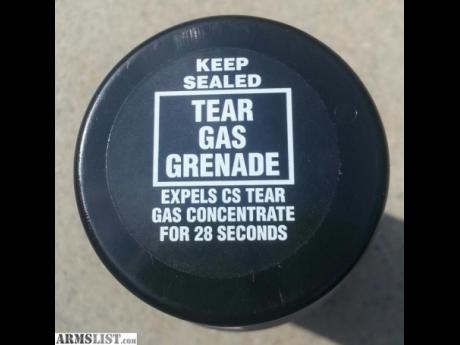 KEEP
SEALED
TEAR
GAS
GRENADE
EXPELS CS TEAR
GAS CONCENTRATE
FOR 28 SECONDS
ARMSLIST.com